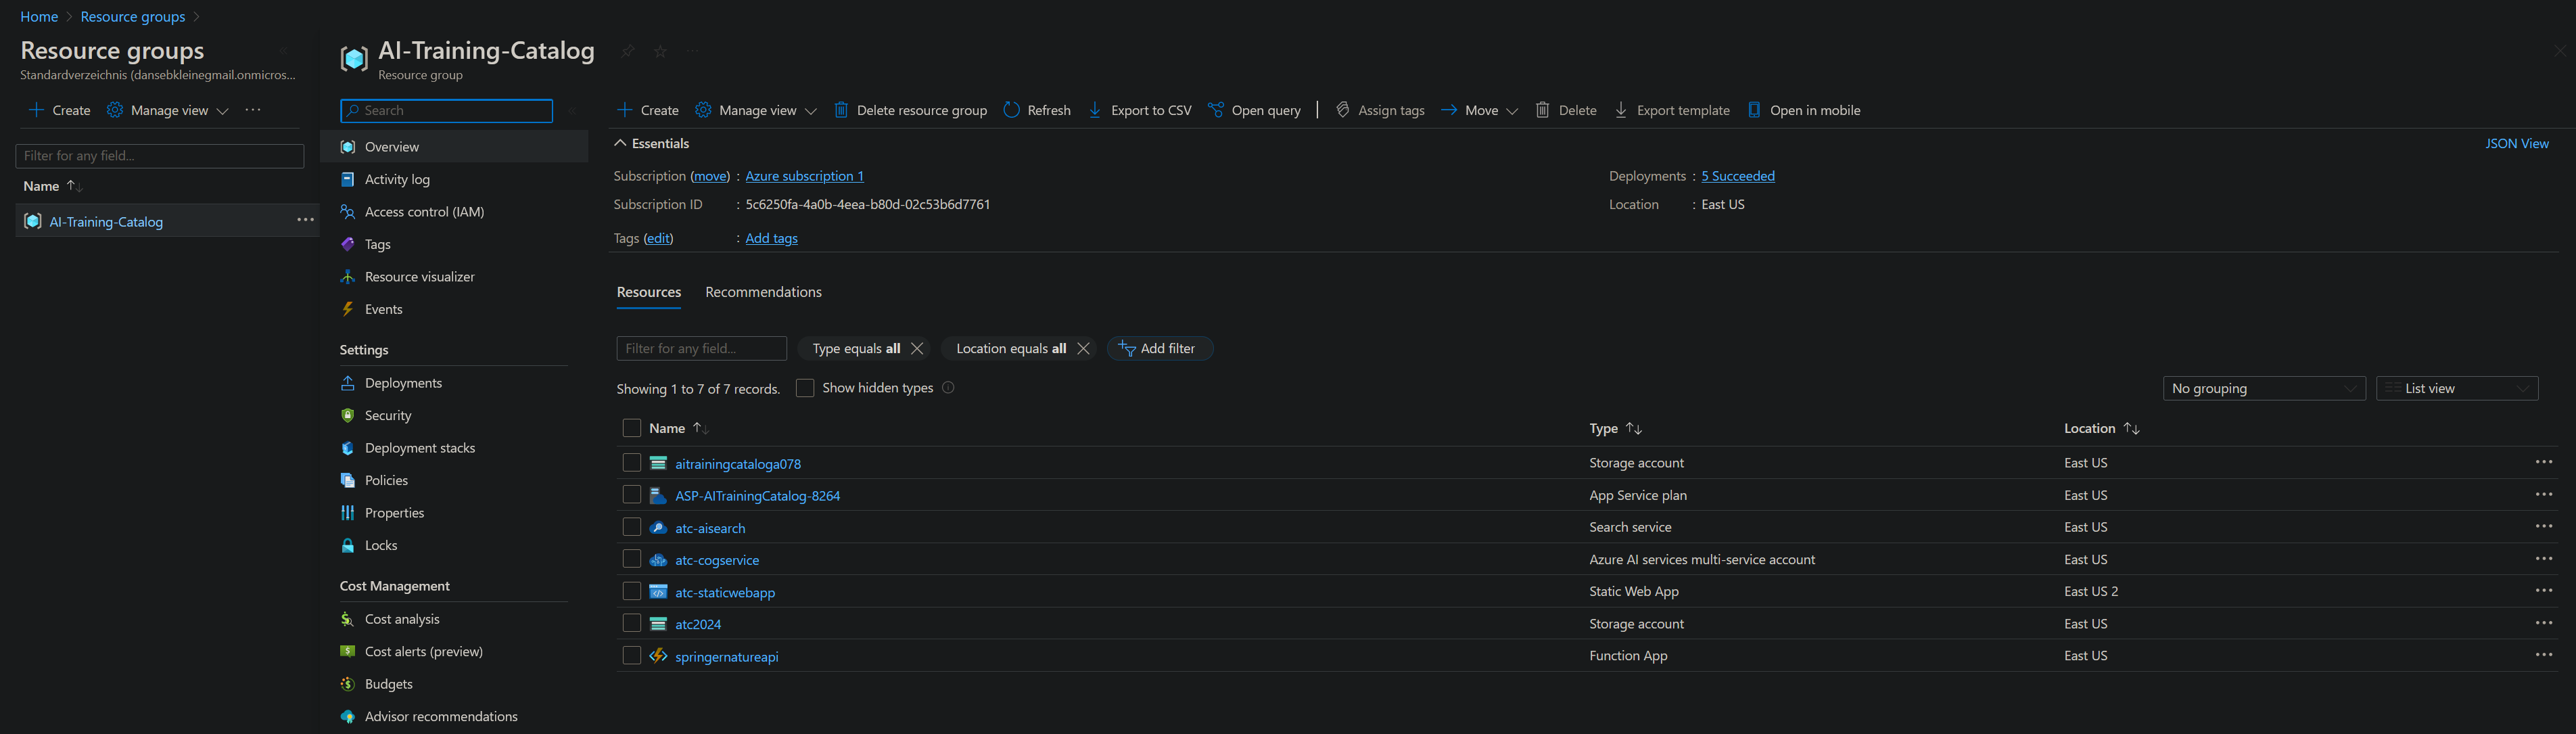 Home > Resource groups >
Resource groups
Standardverzeichnis (dansebkleinegmail.onmicros...
Create Manage view ...
Filter for any field...
Name
AI-Training-Catalog
AI-Training-Catalog
Resource group
Search
Overview
Activity log
Access control (IAM)
Tags
Resource visualizer
Events
Settings
Deployments
Security
Deployment stacks
Policies
Properties
Locks
Cost Management
Cost analysis
Cost alerts (preview)
Budgets
Advisor recommendations
Create Manage view Delete resource group Refresh Export to CSV Open query Assign tags Move Delete Export template Open in mobile
Essentials
JSON View
Subscription (move) : Azure subscription 1
Subscription ID : 5c6250fa-4a0b-4eea-b80d-02c53b6d7761
Tags (edit) : Add tags
Deployments : 5 Succeeded
Location : East US
Resources Recommendations
Filter for any field... Type equals all Location equals all Add filter
Showing 1 to 7 of 7 records. Show hidden types
No grouping List view
Name Type Location
aitrainingcataloga078 Storage account East US
ASP-AITrainingCatalog-8264 App Service plan East US
atc-aisearch Search service East US
atc-cogservice Azure AI services multi-service account East US
atc-staticwebapp Static Web App East US 2
atc2024 Storage account East US
springernatureapi Function App East US